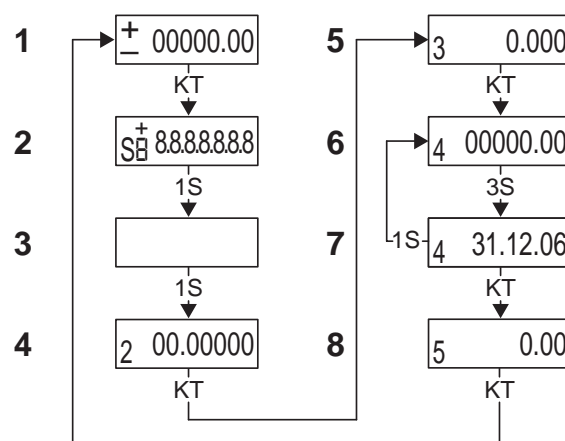 1
± 00000.00
KT
2
S8 + 8.8.8.8.8.8.8
1S
3
1S
4
2 00.00000
KT
5
3 0.000
KT
6
4 00000.00
3S
1S
7
4 31.12.06
KT
8
5 0.00
KT